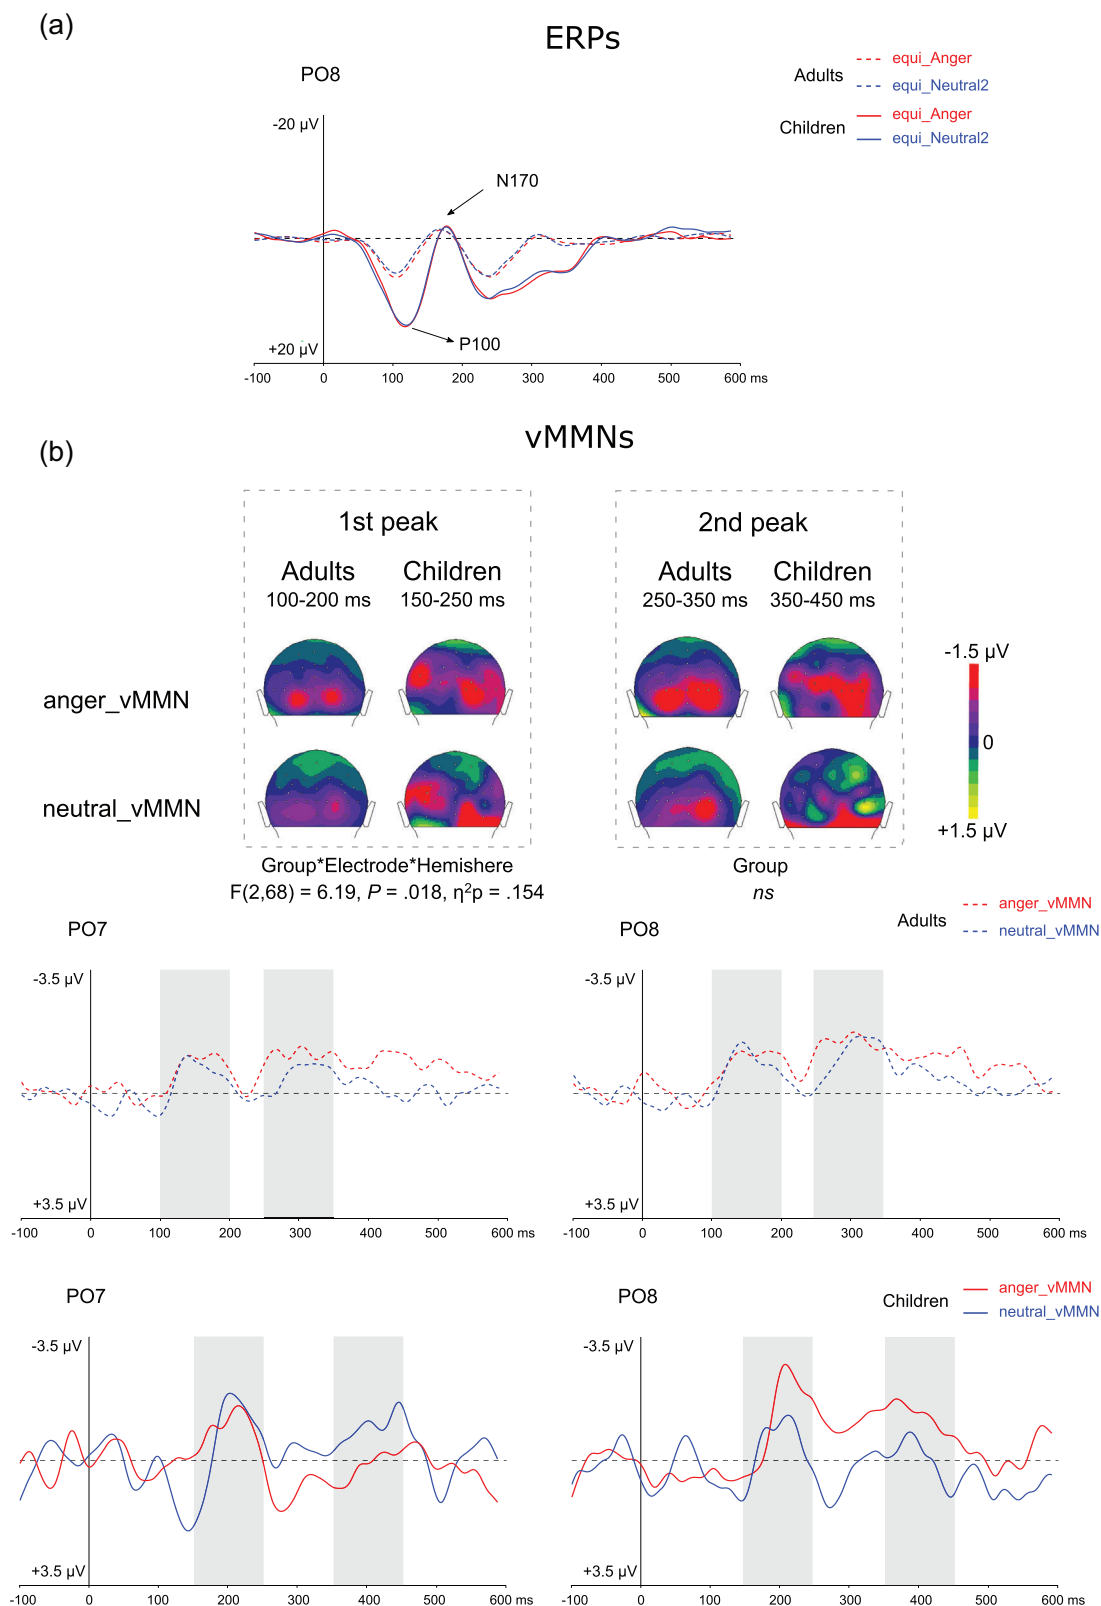 (a)
ERPs
PO8
Adults
equi_Anger
equi_Neutral2
Children
equi_Anger
equi_Neutral2
-20 µV
N170
P100
+20 µV
-100 0 100 200 300 400 500 600 ms
(b)
vMMNs
1st peak
2nd peak
Adults Children
100-200 ms 150-250 ms
Adults Children
250-350 ms 350-450 ms
anger_vMMN
neutral_vMMN
-1.5 µV
0
+1.5 µV
Group*Electrode*Hemishere
F(2,68) = 6.19, P = .018, η²p = .154
Group
ns
PO7
PO8
Adults
anger_vMMN
neutral_vMMN
-3.5 µV
+3.5 µV
-100 0 100 200 300 400 500 600 ms
-3.5 µV
+3.5 µV
-100 0 100 200 300 400 500 600 ms
PO7
PO8
Children
anger_vMMN
neutral_vMMN
-3.5 µV
+3.5 µV
-100 0 100 200 300 400 500 600 ms
-3.5 µV
+3.5 µV
-100 0 100 200 300 400 500 600 ms